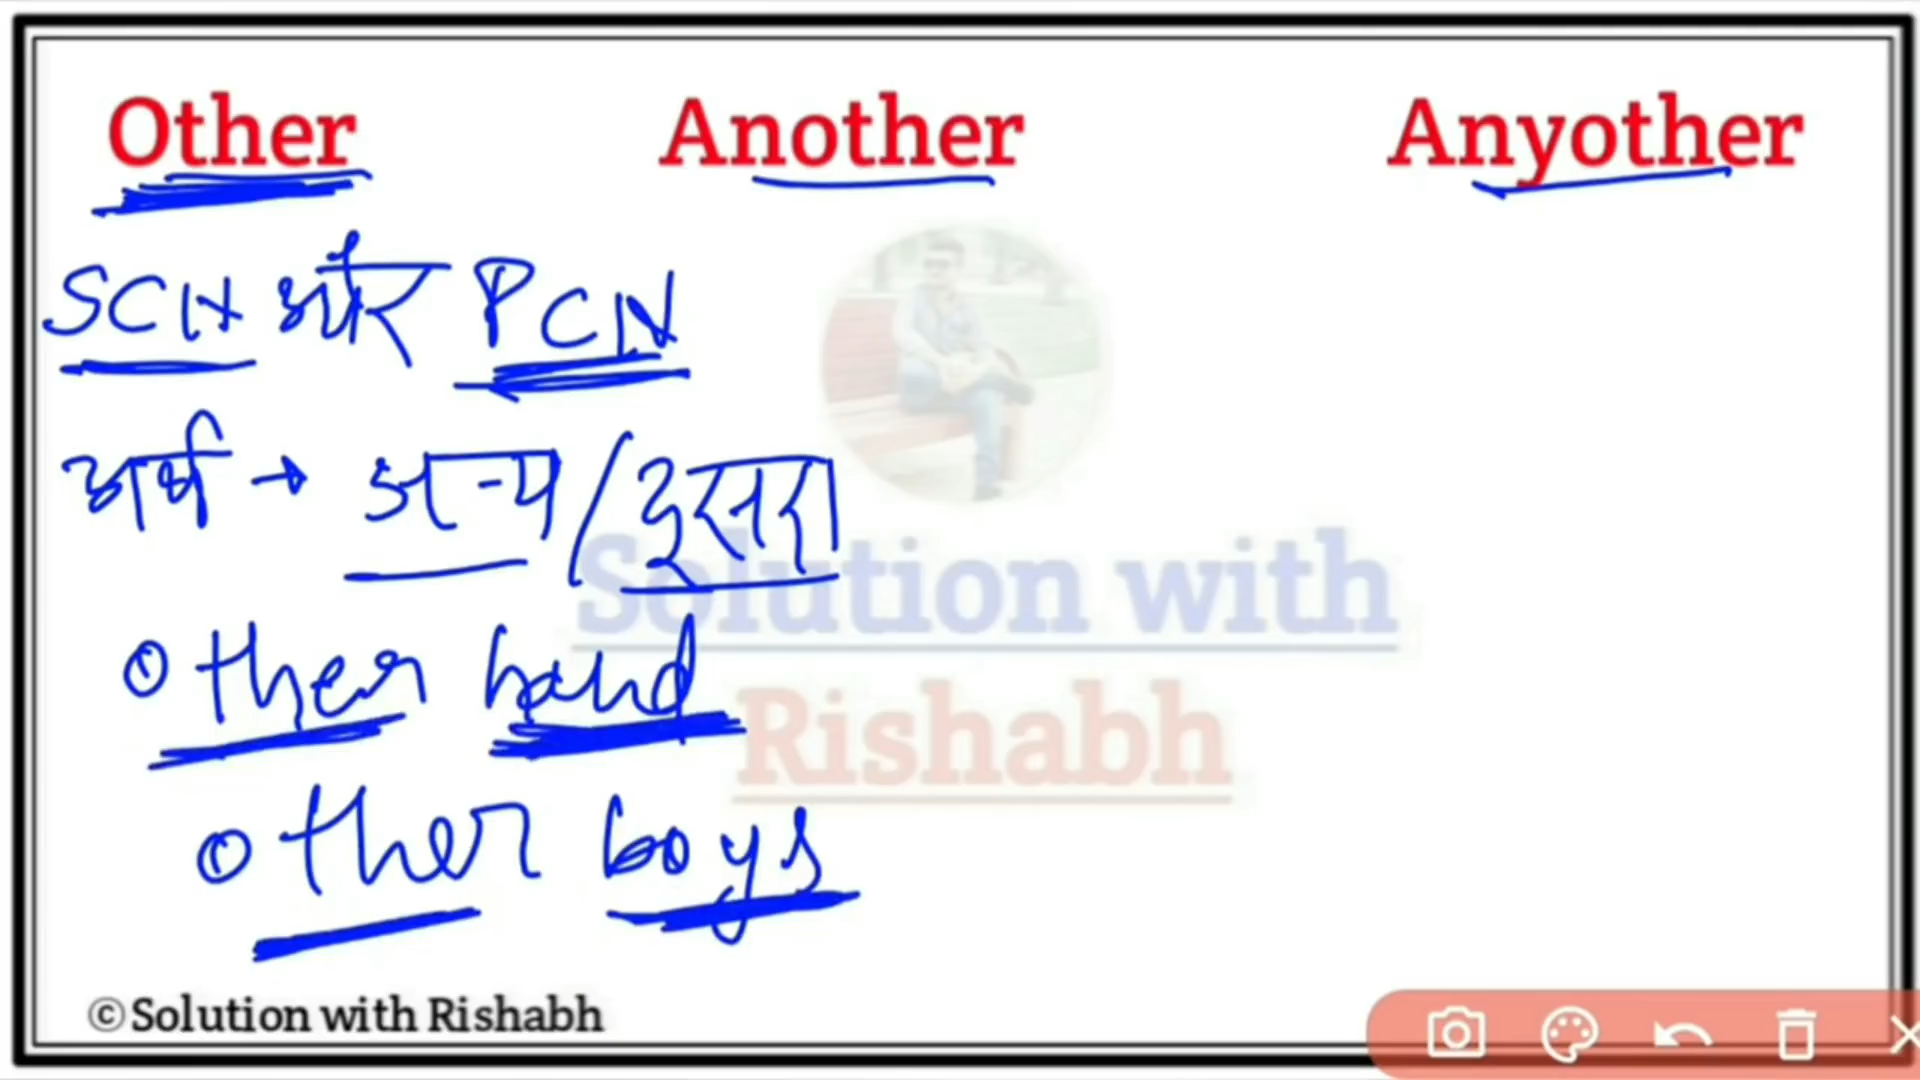 Other Another Anyother
SCN और PCN
अर्थ → अन्य / दुसरा
Other hand
Other boys
Solution with
Rishabh
©Solution with Rishabh